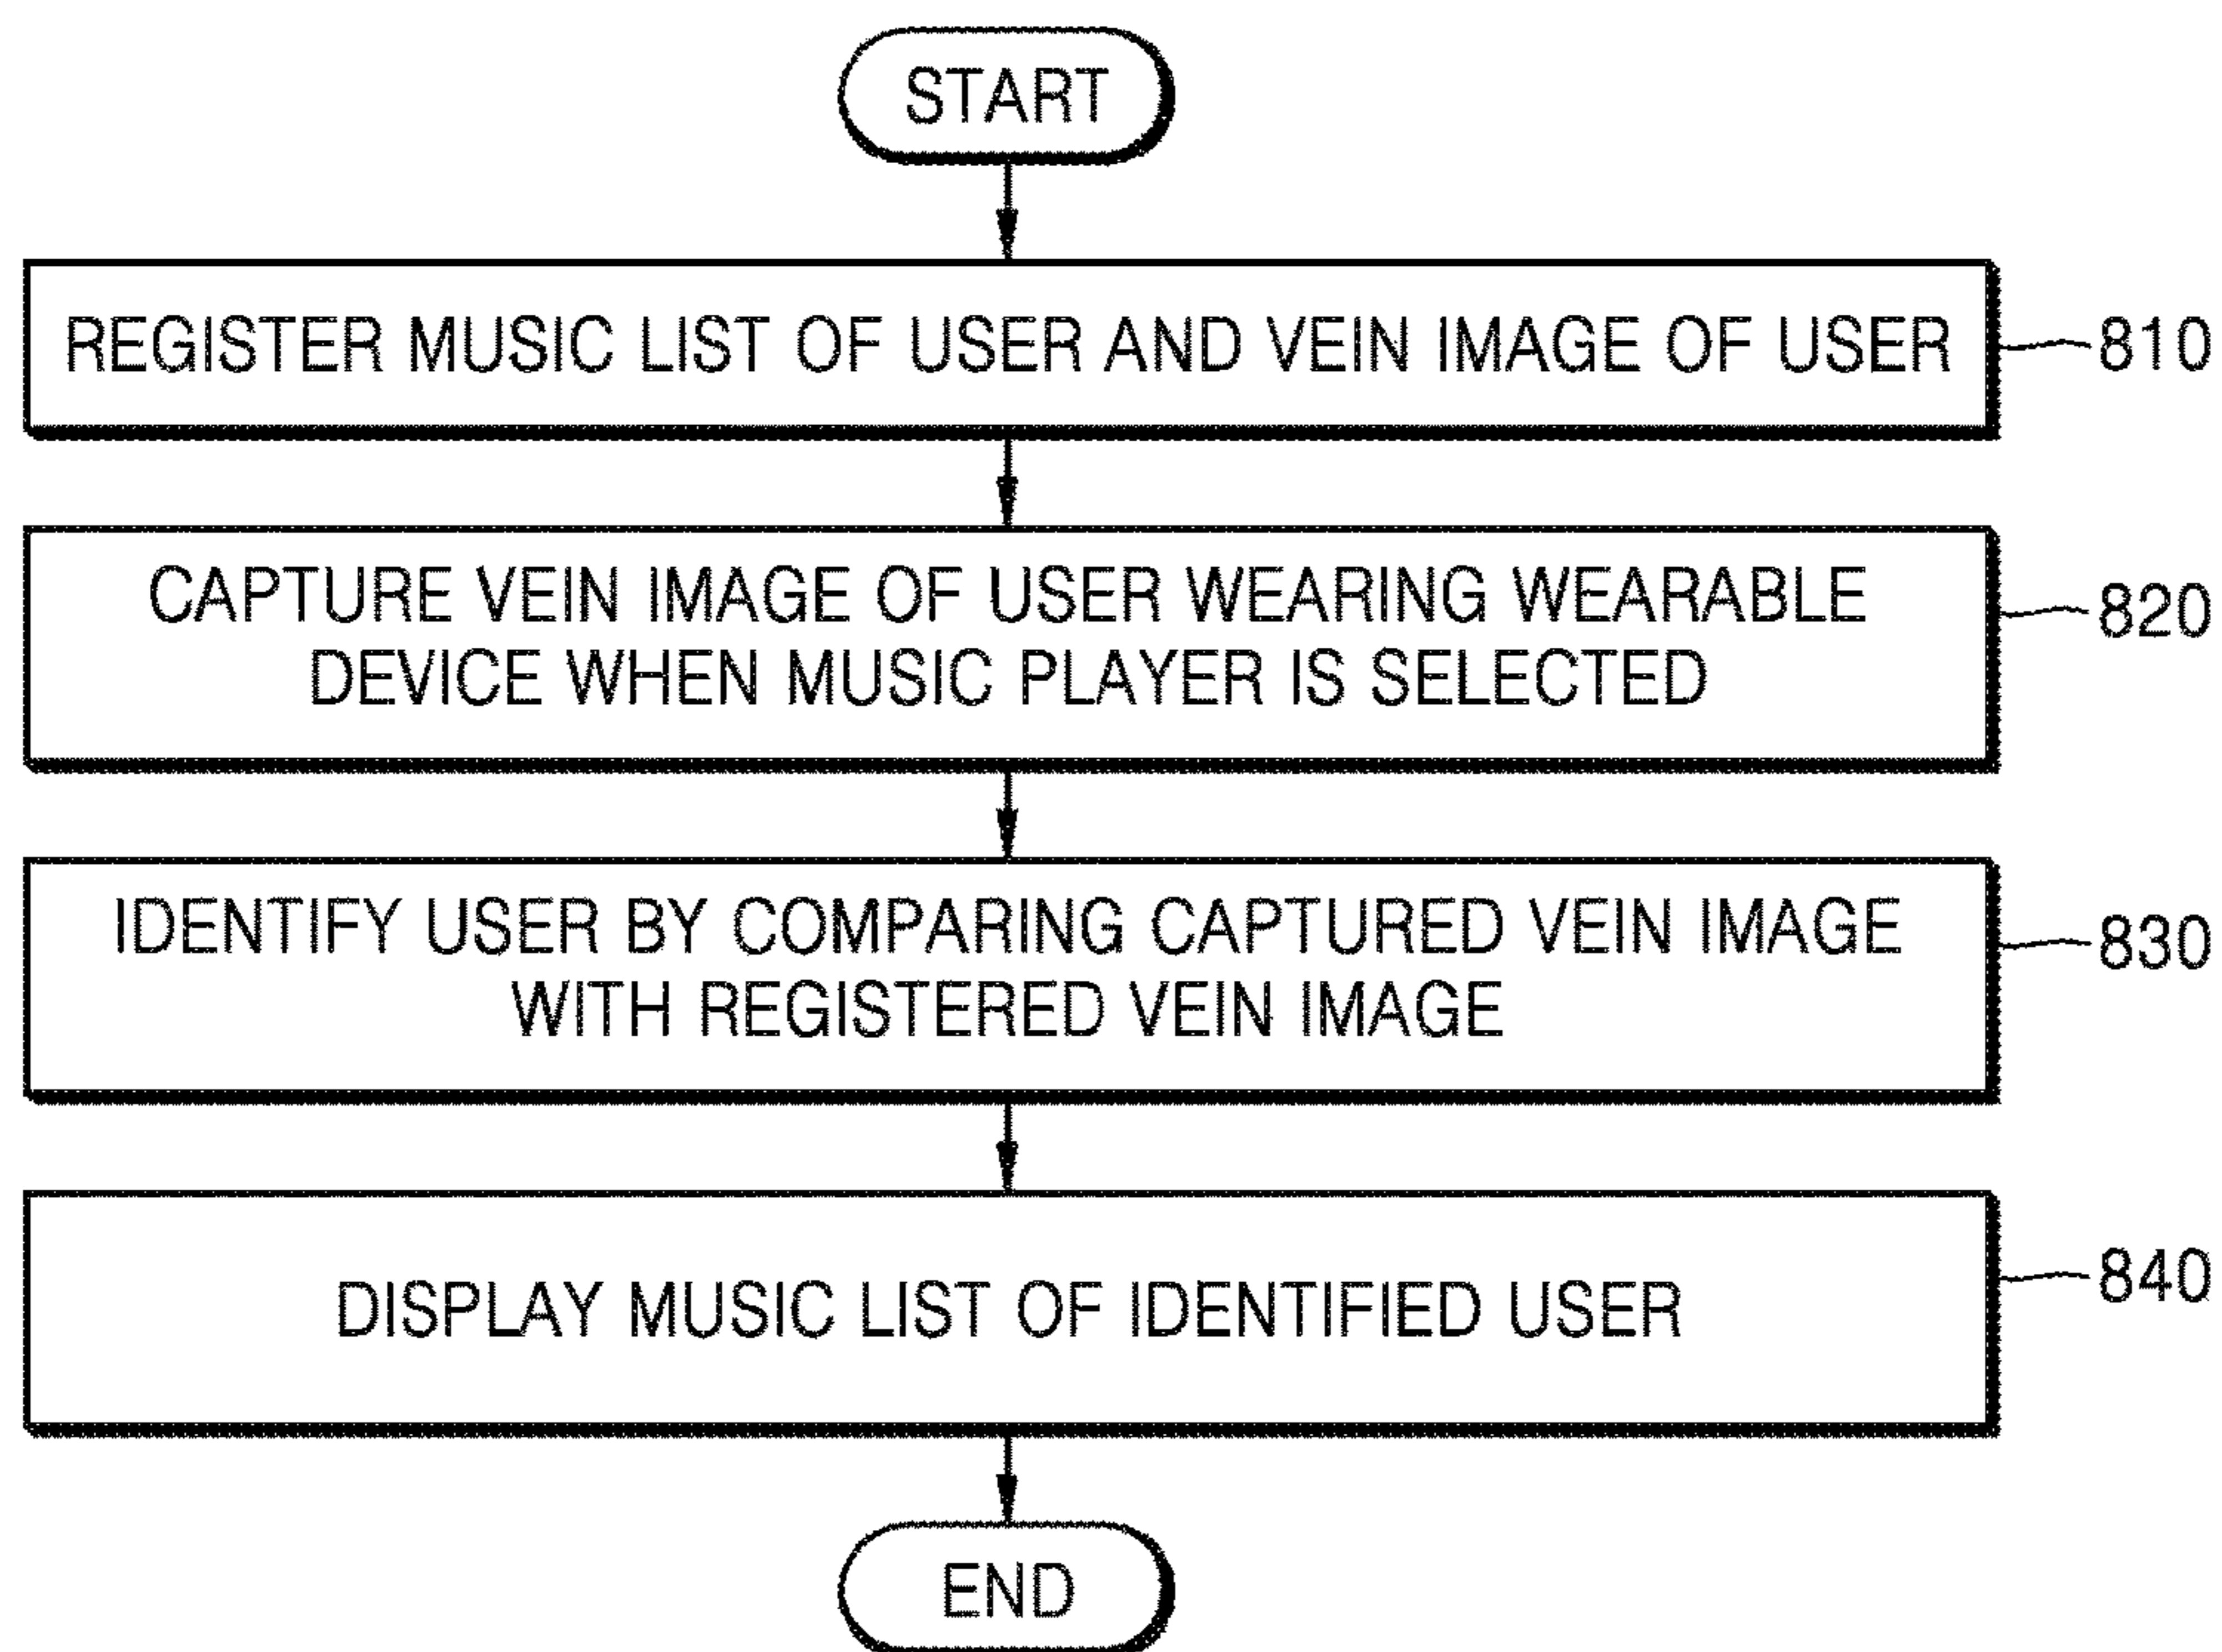 START
REGISTER MUSIC LIST OF USER AND VEIN IMAGE OF USER
810
CAPTURE VEIN IMAGE OF USER WEARING WEARABLE
DEVICE WHEN MUSIC PLAYER IS SELECTED
820
IDENTIFY USER BY COMPARING CAPTURED VEIN IMAGE
WITH REGISTERED VEIN IMAGE
830
DISPLAY MUSIC LIST OF IDENTIFIED USER
840
END